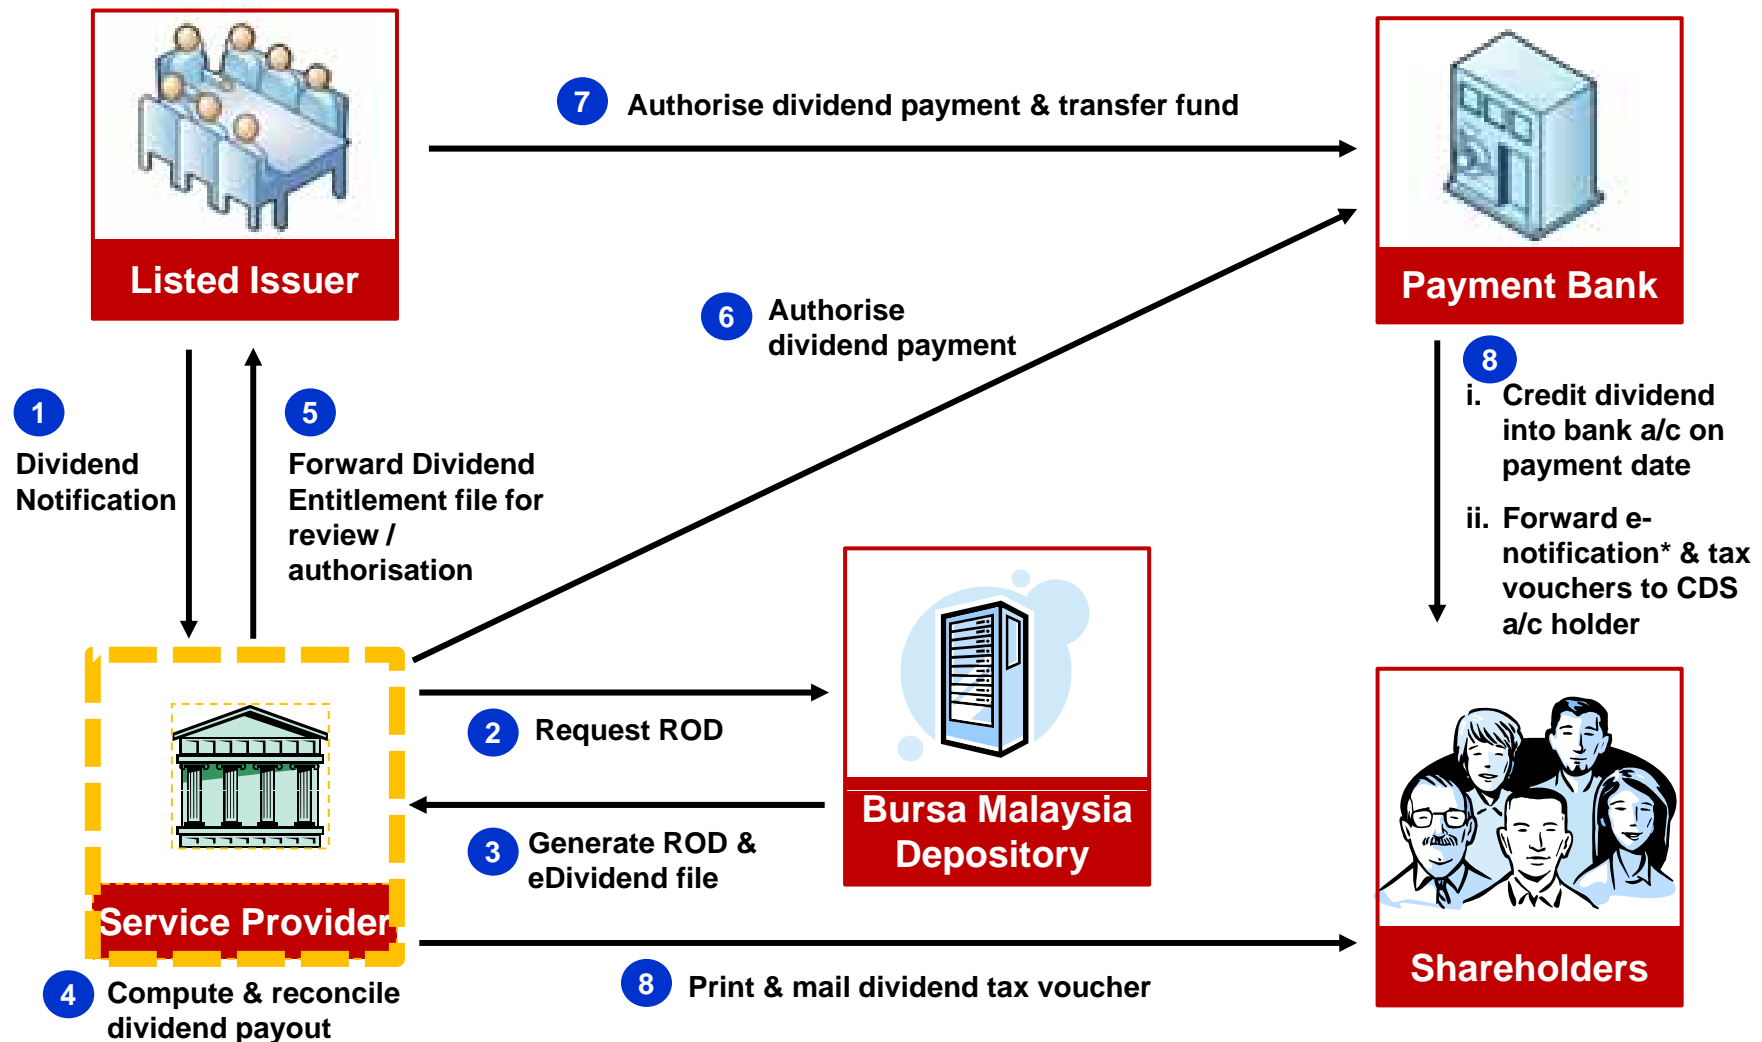 7
Authorise dividend payment & transfer fund
Listed Issuer
Payment Bank
6
Authorise
dividend payment
1
Dividend
Notification
5
Forward Dividend
Entitlement file for
review /
authorisation
8
i. Credit dividend
into bank a/c on
payment date
ii. Forward e-
notification* & tax
vouchers to CDS
a/c holder
2
Request ROD
3
Generate ROD &
eDividend file
Bursa Malaysia
Depository
Service Provider
4
Compute & reconcile
dividend payout
8
Print & mail dividend tax voucher
Shareholders